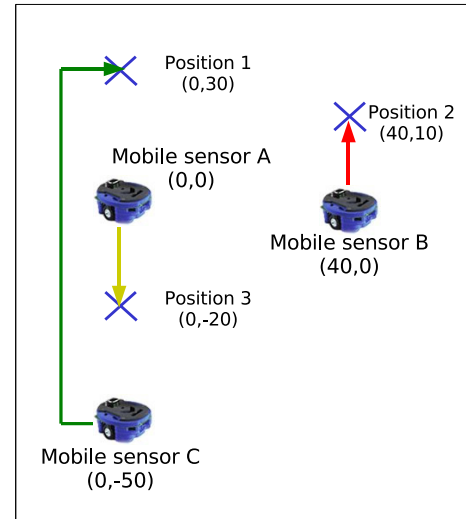 Position 1
(0,30)
Position 2
(40,10)
Mobile sensor A
(0,0)
Mobile sensor B
(40,0)
Position 3
(0,-20)
Mobile sensor C
(0,-50)